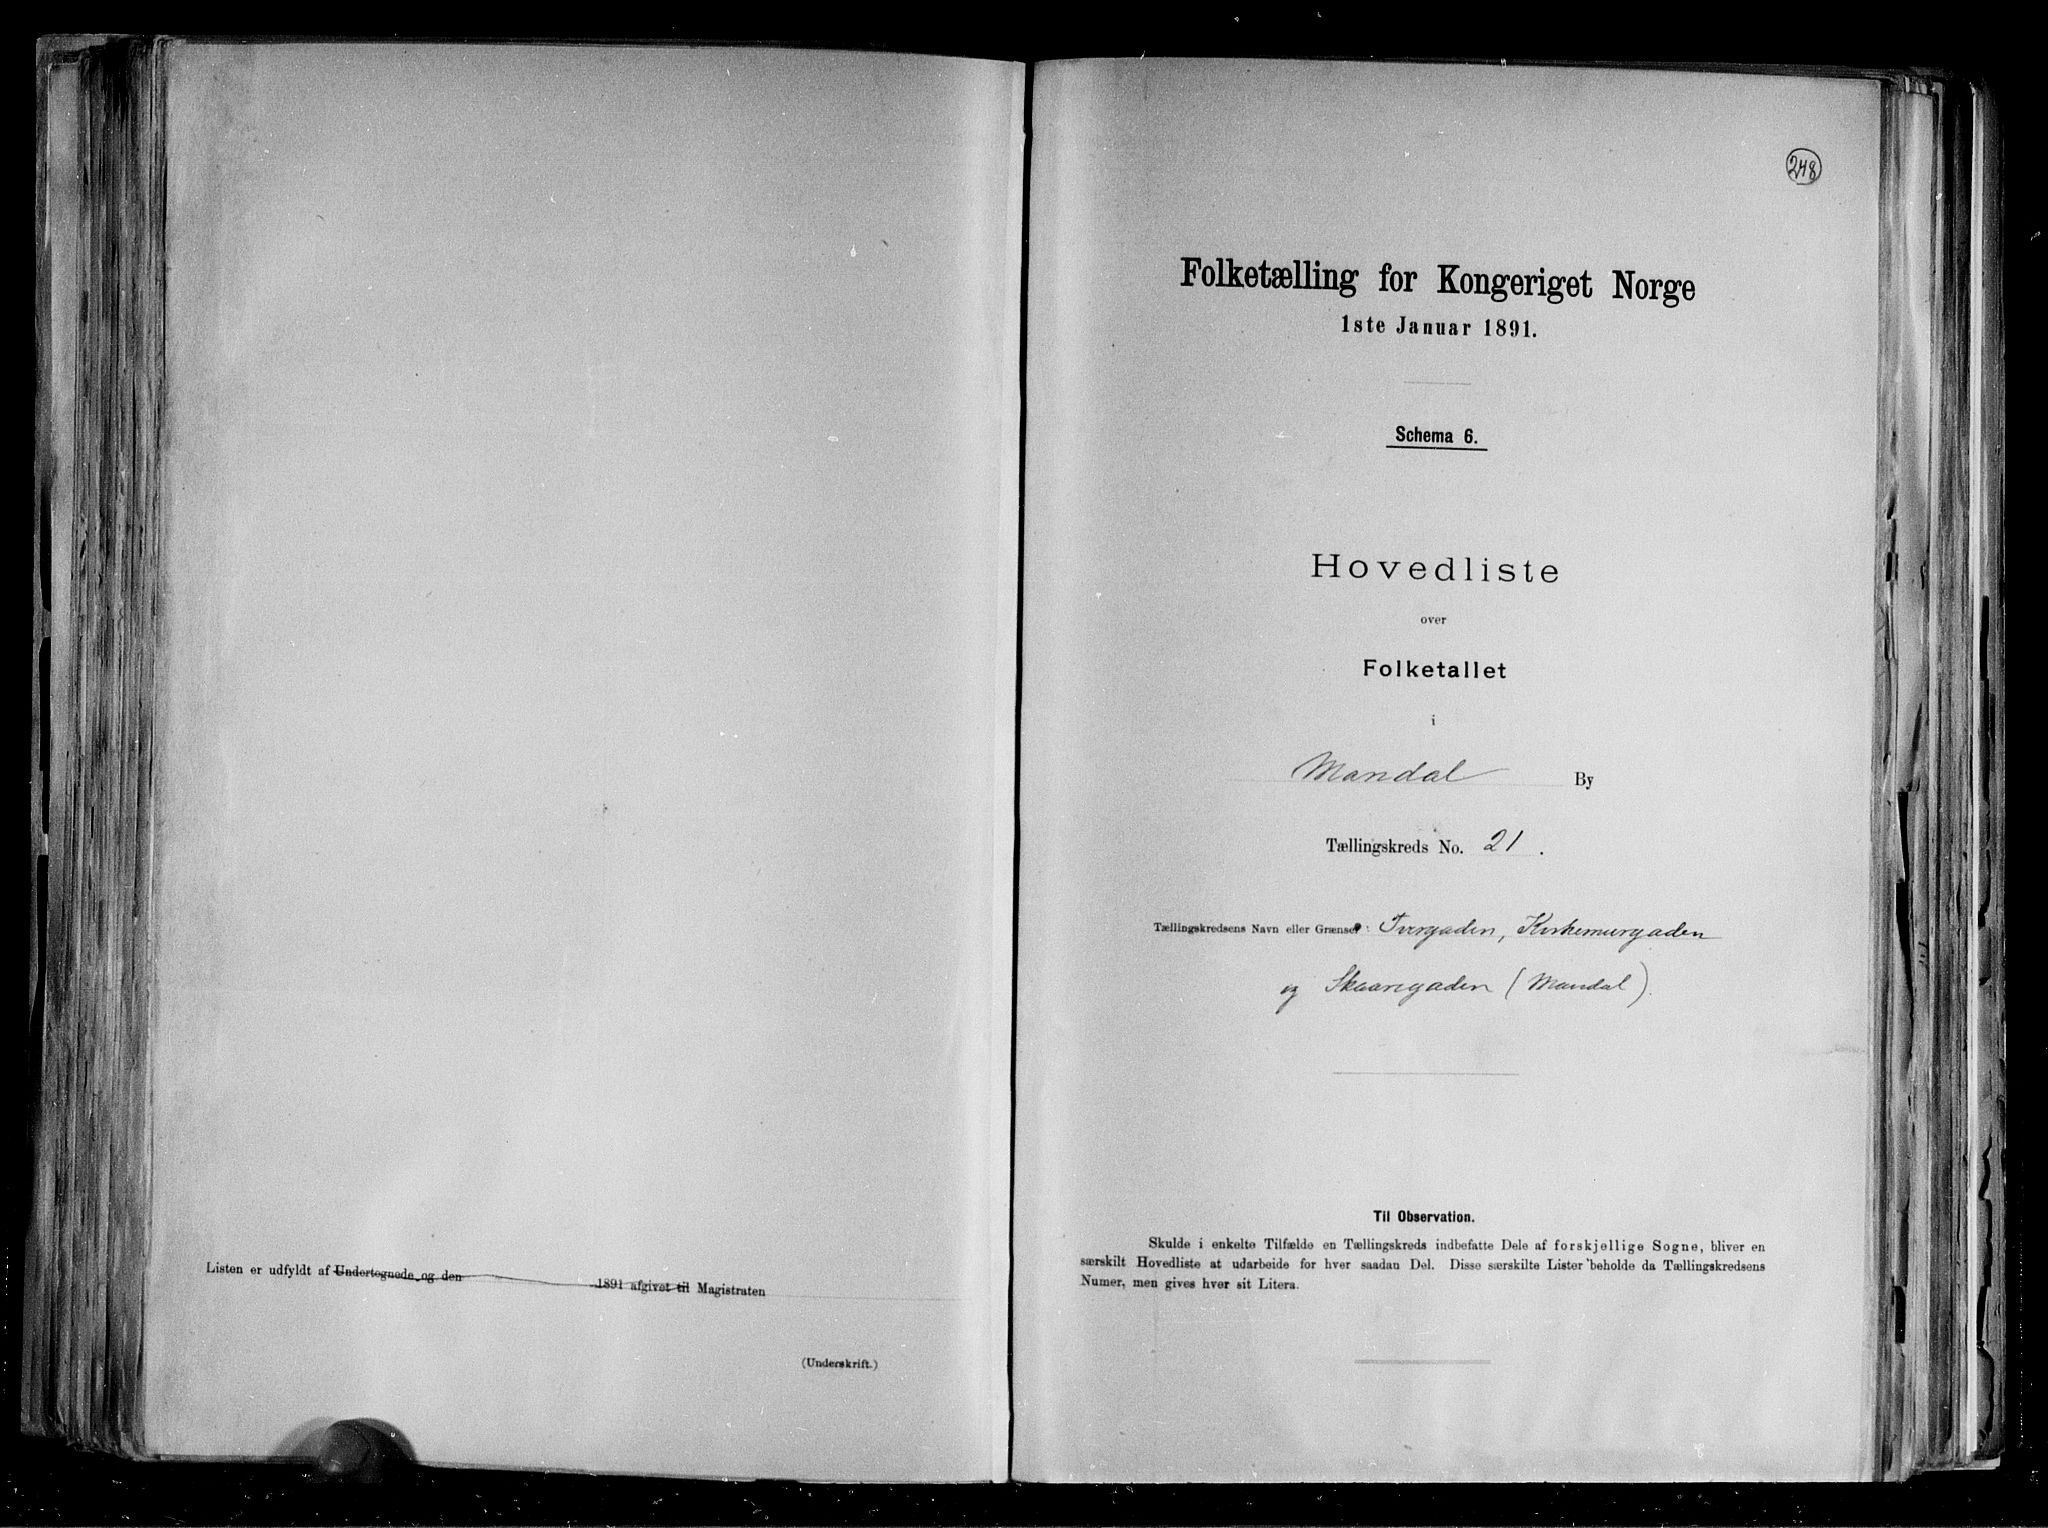 Listen er udfyldt af Undertegnede og den 1891 afgivet til Magistraten
(Underskrift.)
248
Folketælling for Kongeriget Norge
1ste Januar 1891.
Schema 6.
Hovedliste
over
Folketallet
i
Mandal By
Tællingskreds No. 21.
Tællingskredsens Navn eller Grænser: Tvergaden, Kirkemurgaden
og Skaaregaden (Mandal).
Til Observation.
Skulde i enkelte Tilfælde en Tællingskreds indbefatte Dele af forskjellige Sogne, bliver en
særskilt Hovedliste at udarbeide for hver saadan Del. Disse særskilte Lister beholde da Tællingskredsens
Numer, men gives hver sit Litera.